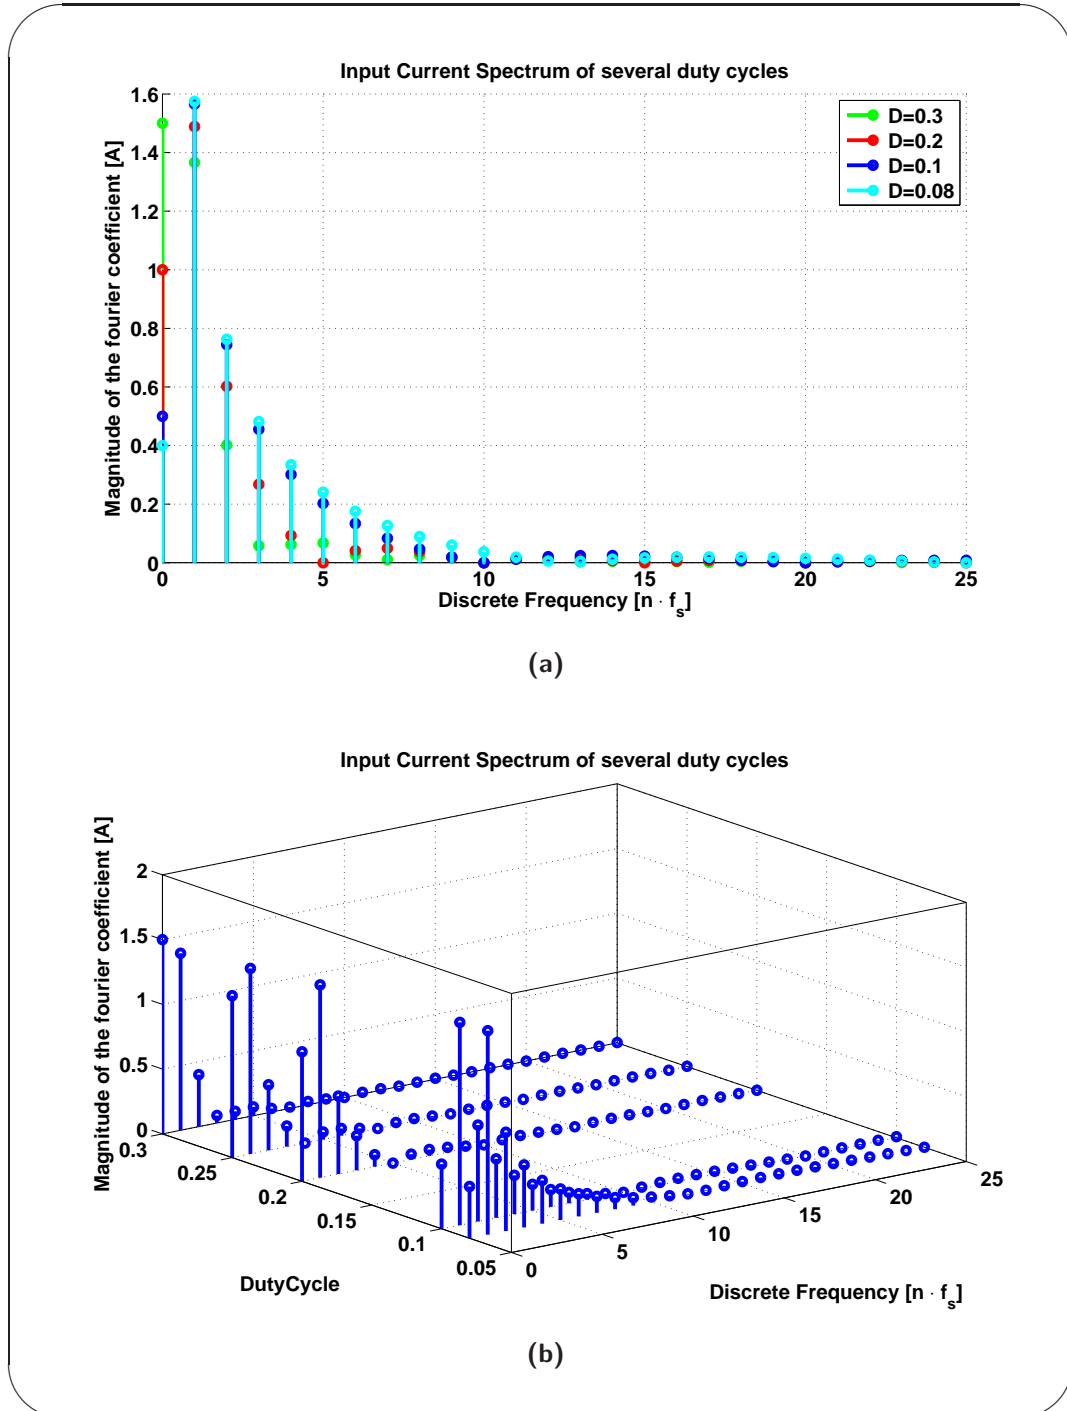 Input Current Spectrum of several duty cycles
Magnitude of the fourier coefficient [A]
1.6
1.4
1.2
1
0.8
0.6
0.4
0.2
0
0 5 10 15 20 25
Discrete Frequency [n · f_s]
D=0.3
D=0.2
D=0.1
D=0.08
(a)
Input Current Spectrum of several duty cycles
Magnitude of the fourier coefficient [A]
2
1.5
1
0.5
0
0.3
0.25
0.2
0.15
0.1
0.05
DutyCycle
0
5
10
15
20
25
Discrete Frequency [n · f_s]
(b)